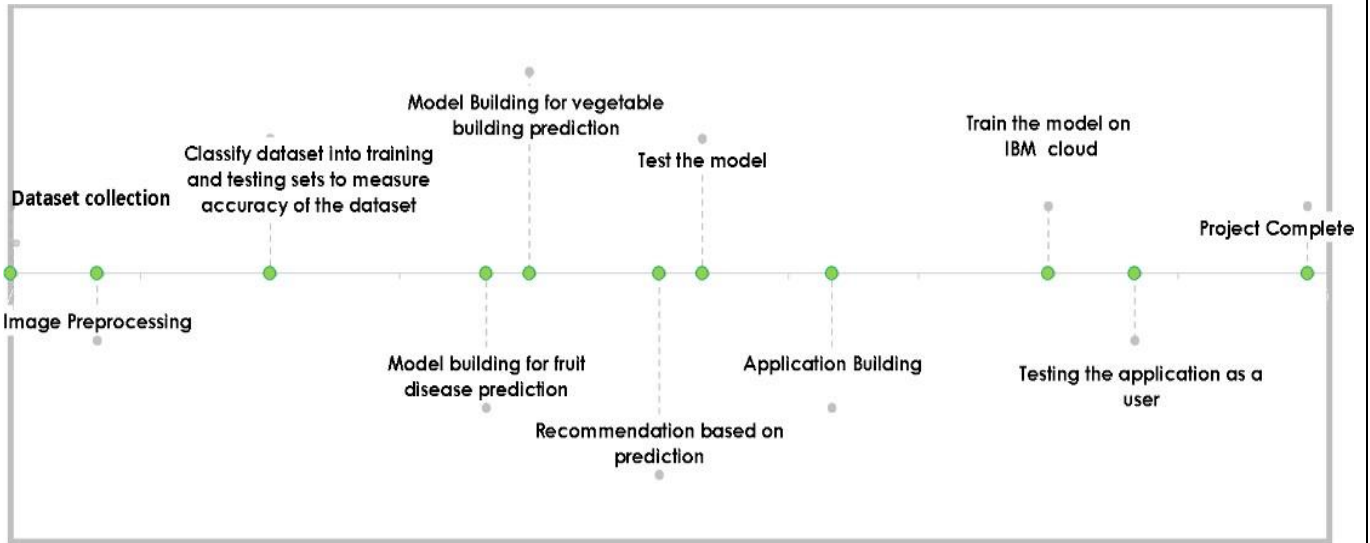 Dataset collection
Image Preprocessing
Classify dataset into training
and testing sets to measure
accuracy of the dataset
Model building for fruit
disease prediction
Model Building for vegetable
building prediction
Recommendation based on
prediction
Test the model
Application Building
Train the model on
IBM cloud
Testing the application as a
user
Project Complete